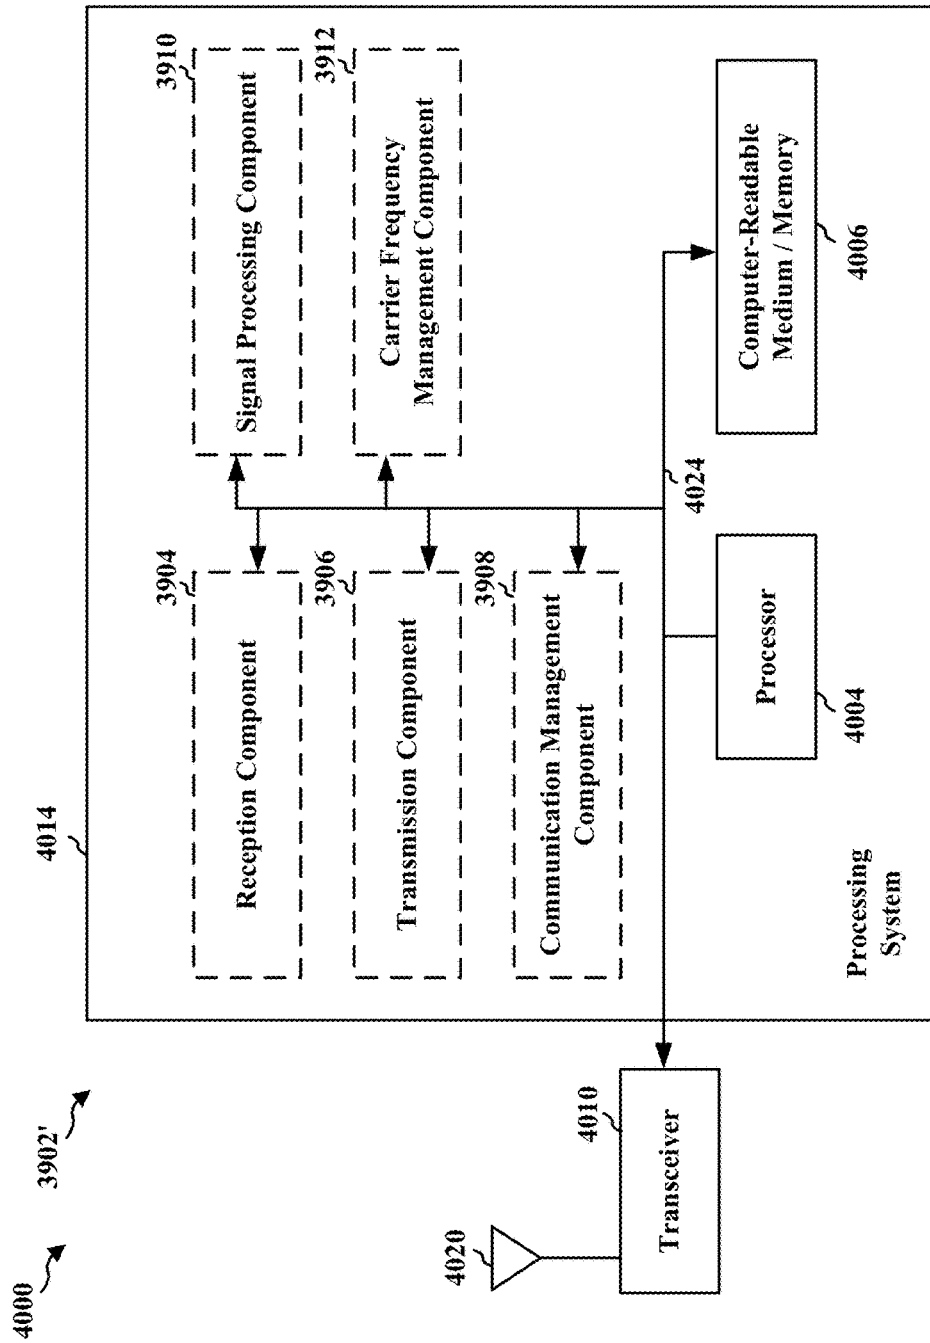 4000
3902'
4014
3904
Reception Component
3910
Signal Processing Component
3906
Transmission Component
3912
Carrier Frequency
Management Component
3908
Communication Management
Component
4020
4010
Transceiver
4024
Processor
4004
Computer-Readable
Medium / Memory
4006
Processing
System